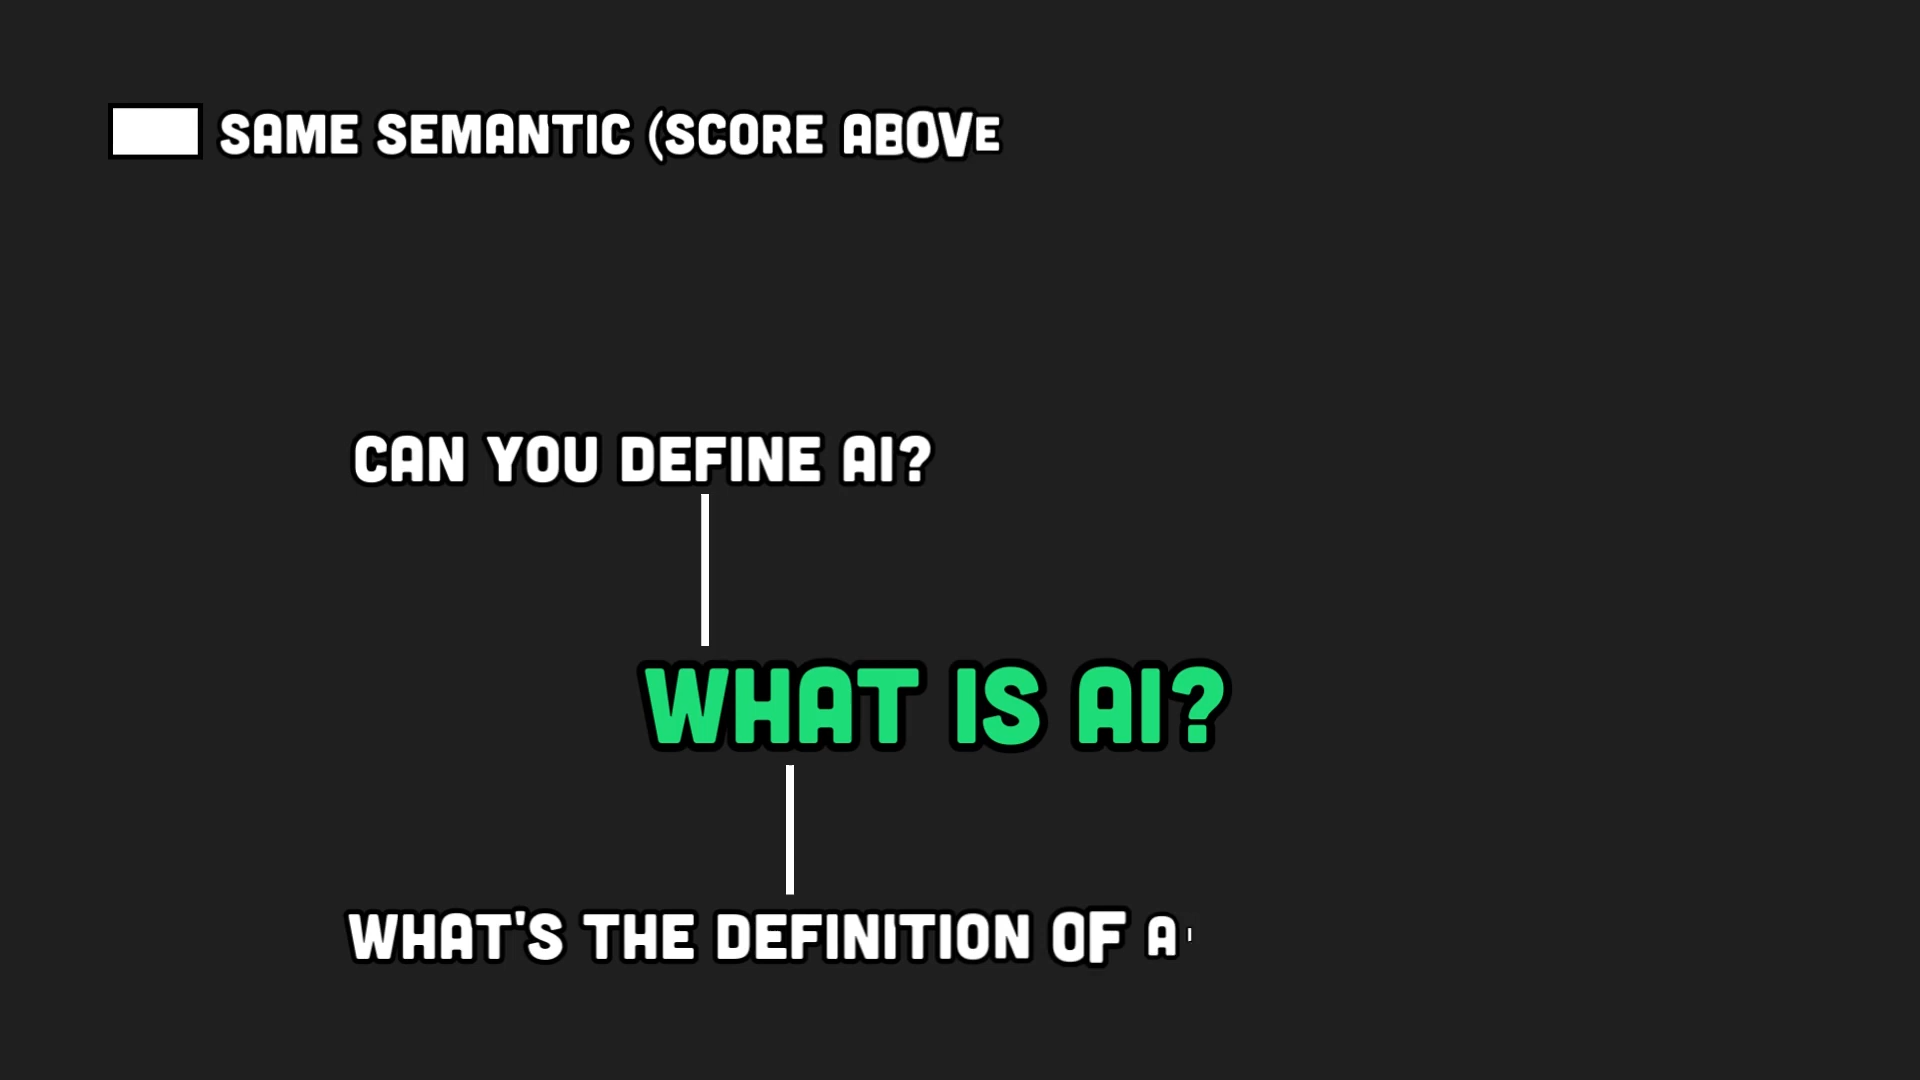 SAME SEMANTIC (SCORE ABOVE
CAN YOU DEFINE AI?
WHAT IS AI?
WHAT'S THE DEFINITION OF A